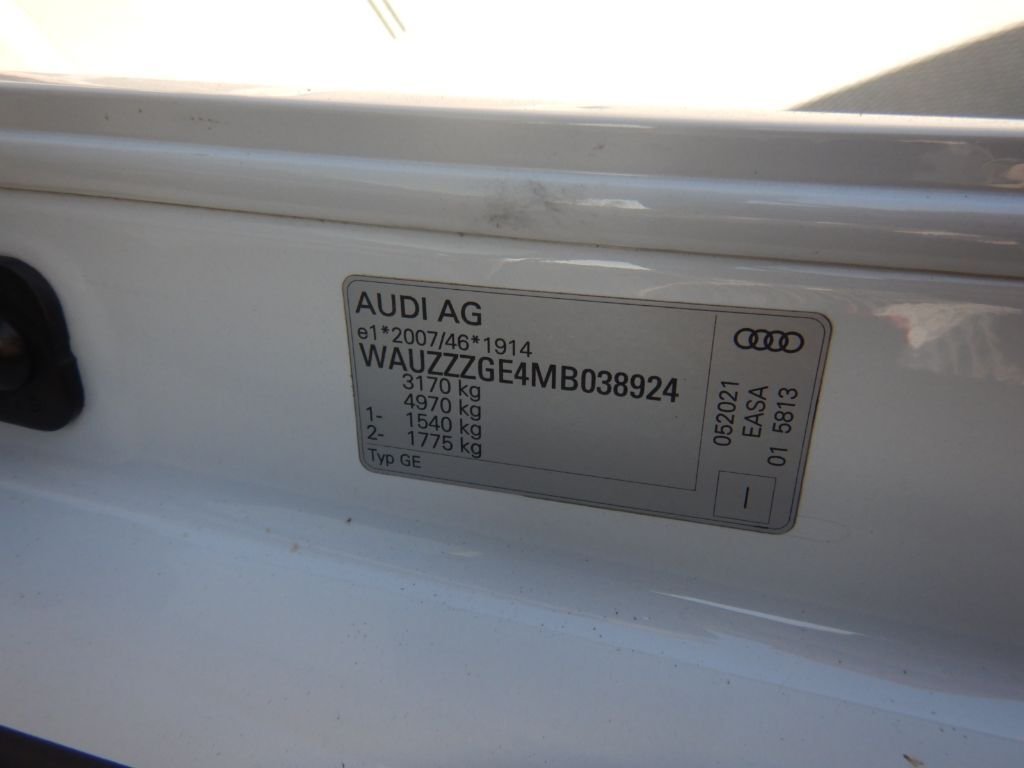 AUDI AG
e1*2007/46*1914
WAUZZZGE4MB038924
3170 kg
4970 kg
1- 1540 kg
2- 1775 kg
Typ GE
052021
EASA
01 5813
I